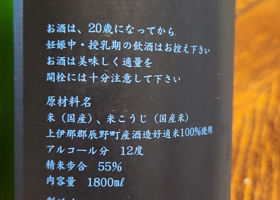 お酒は、20歳になってから
妊娠中・授乳期の飲酒はお控え下さい
お酒は美味しく適量を
開栓には十分注意して下さい
原材料名
米（国産）、米こうじ（国産米）
上伊那郡辰野町産酒造好適米100%使用
アルコール分 12度
精米歩合 55%
内容量 1800ml